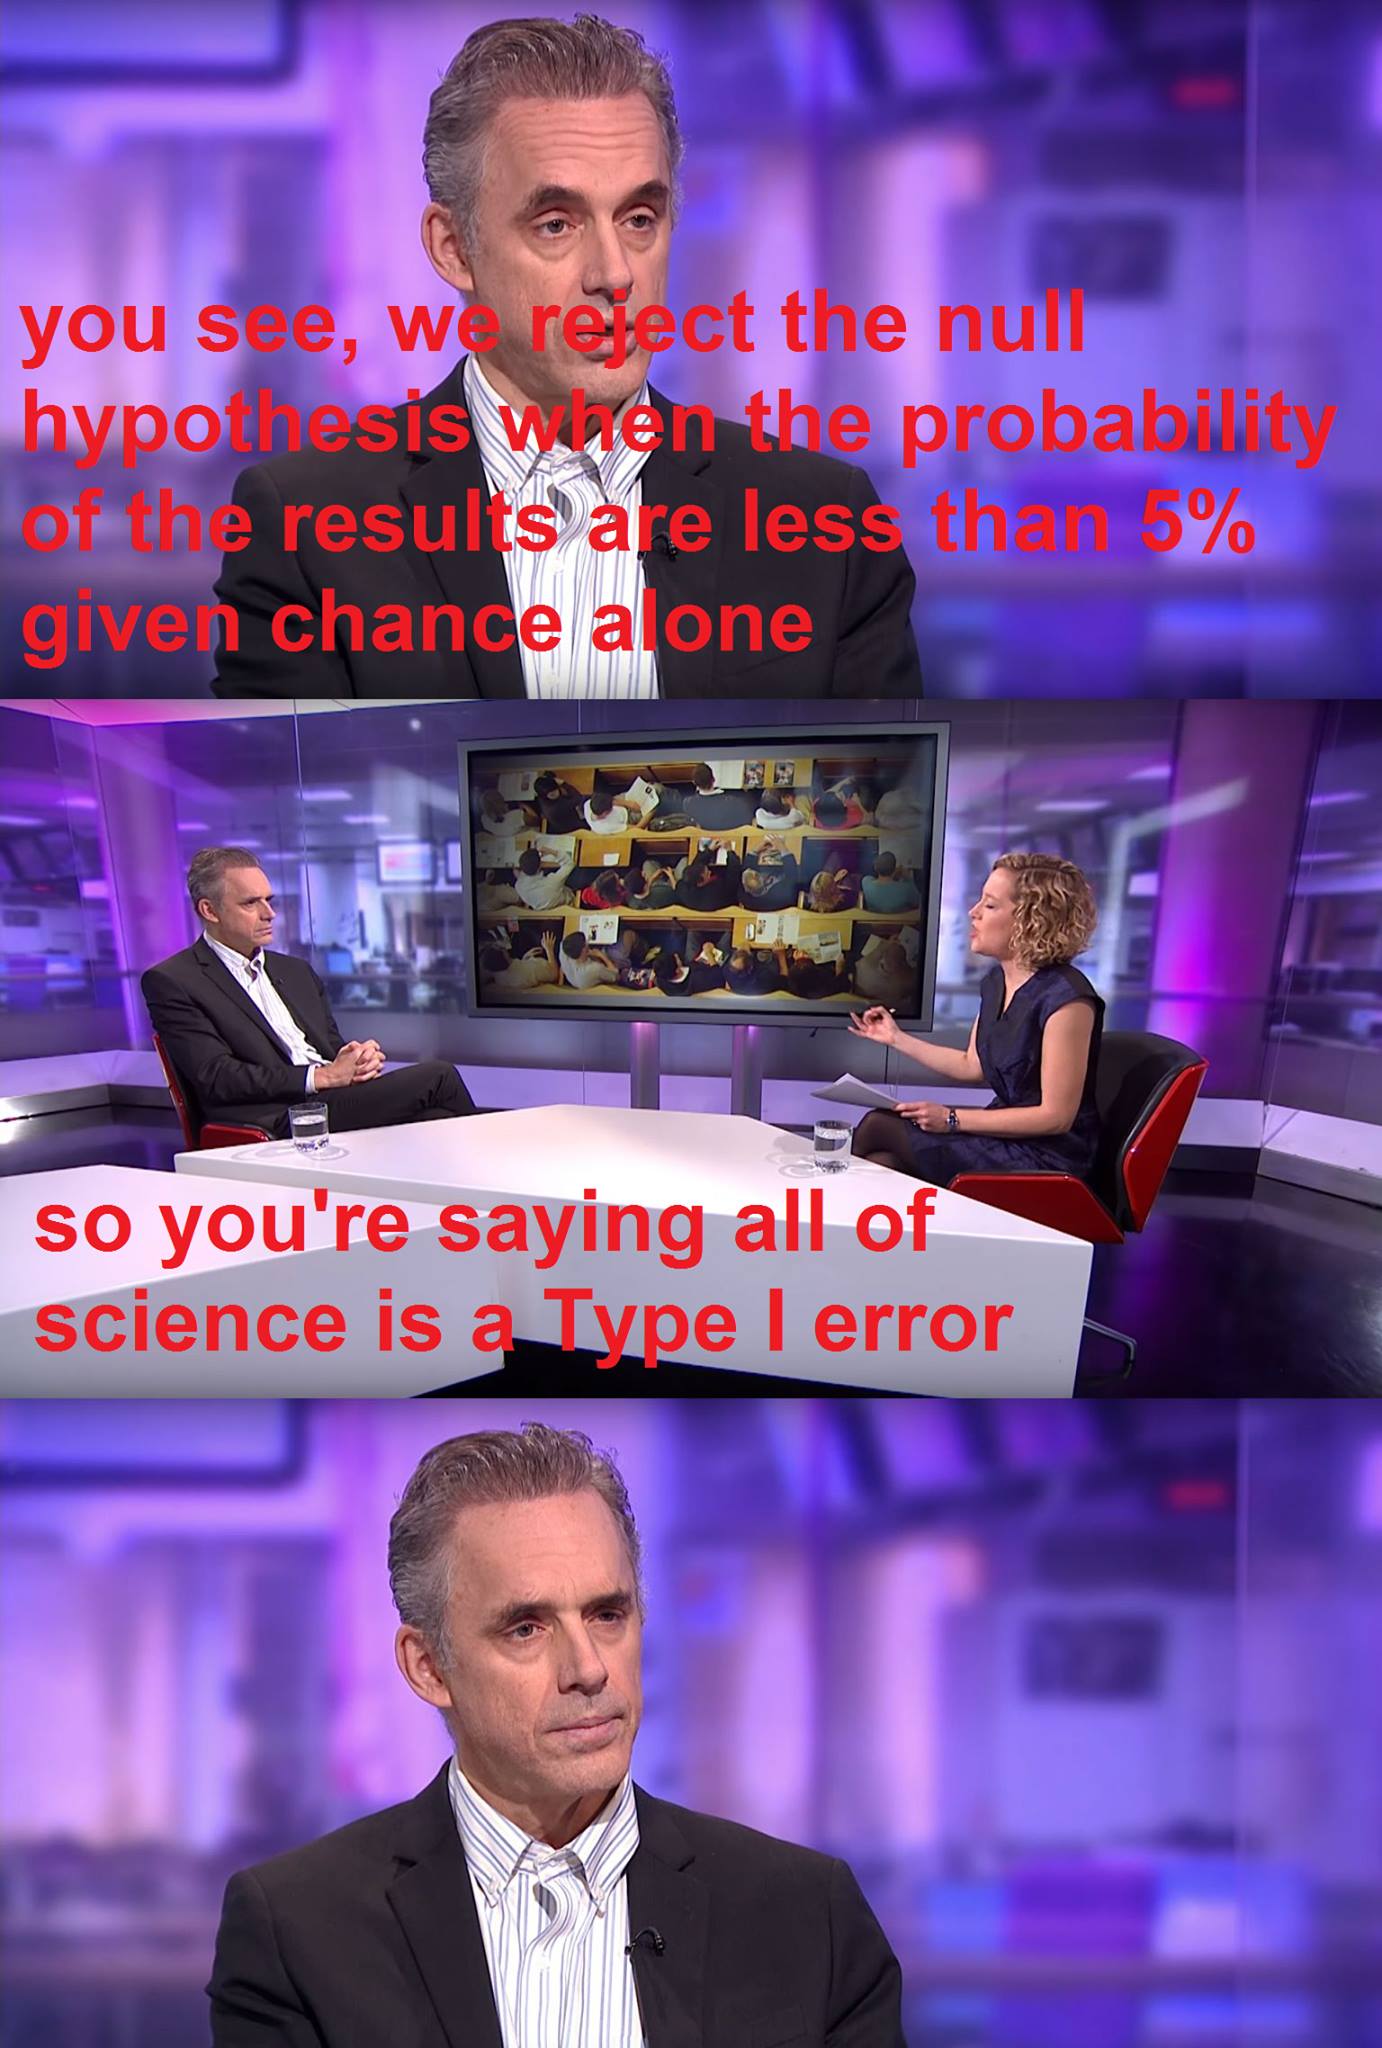 you see, we reject the null
hypothesis when the probability
of the results are less than 5%
given chance alone
so you're saying all of
science is a Type I error